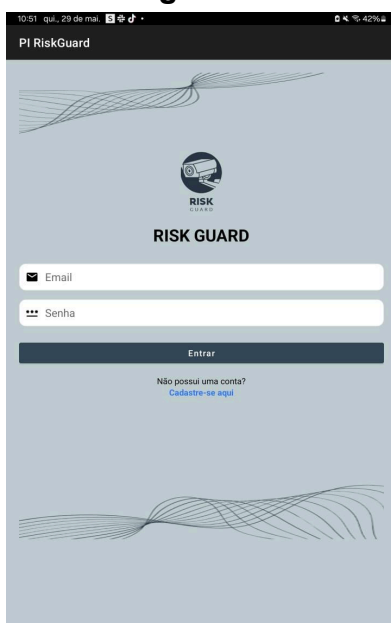 10:51 qui., 29 de mai.
42%
PI RiskGuard
RISK
GUARD
RISK GUARD
Email
Senha
Entrar
Não possui uma conta?
Cadastre-se aqui